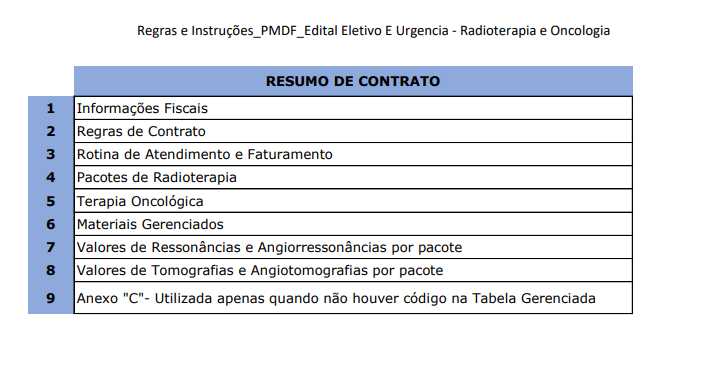 Regras e Instruções_PMDF_Edital Eletivo E Urgencia - Radioterapia e Oncologia
RESUMO DE CONTRATO
1 Informações Fiscais
2 Regras de Contrato
3 Rotina de Atendimento e Faturamento
4 Pacotes de Radioterapia
5 Terapia Oncológica
6 Materiais Gerenciados
7 Valores de Ressonâncias e Angiorressonâncias por pacote
8 Valores de Tomografias e Angiotomografias por pacote
9 Anexo "C"- Utilizada apenas quando não houver código na Tabela Gerenciada